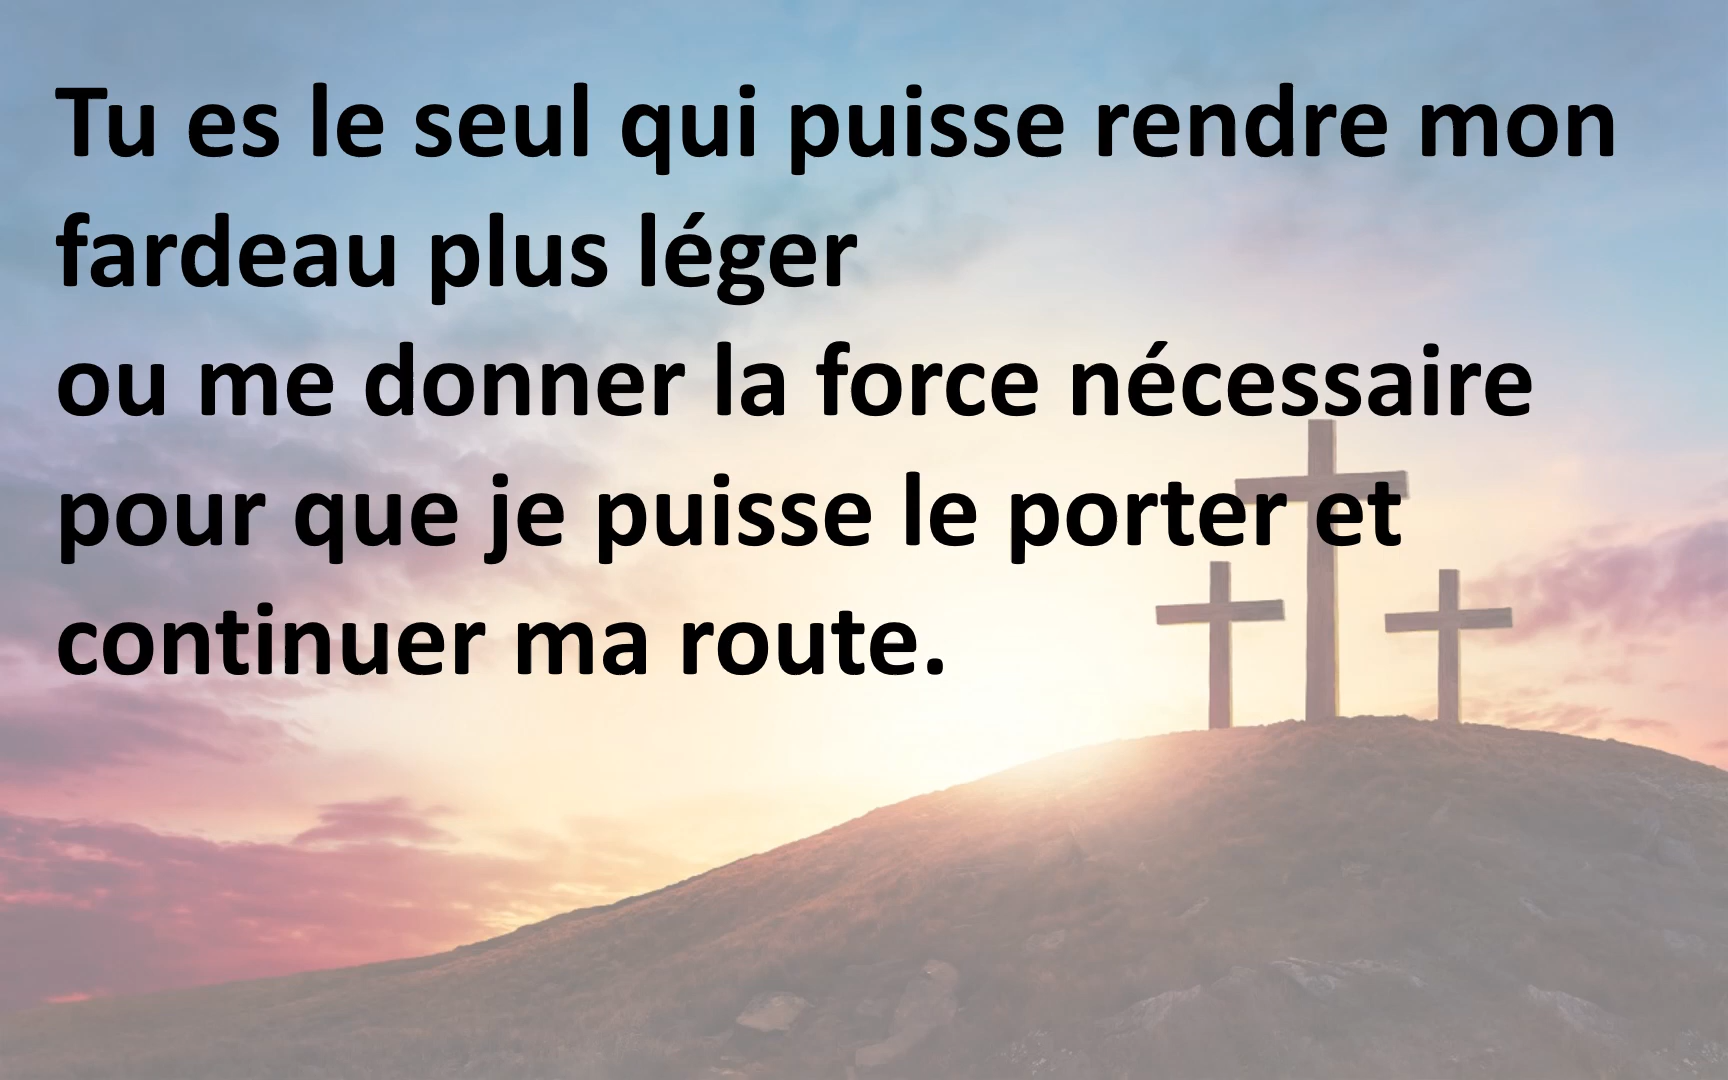 Tu es le seul qui puisse rendre mon
fardeau plus léger
ou me donner la force nécessaire
pour que je puisse le porter et
continuer ma route.